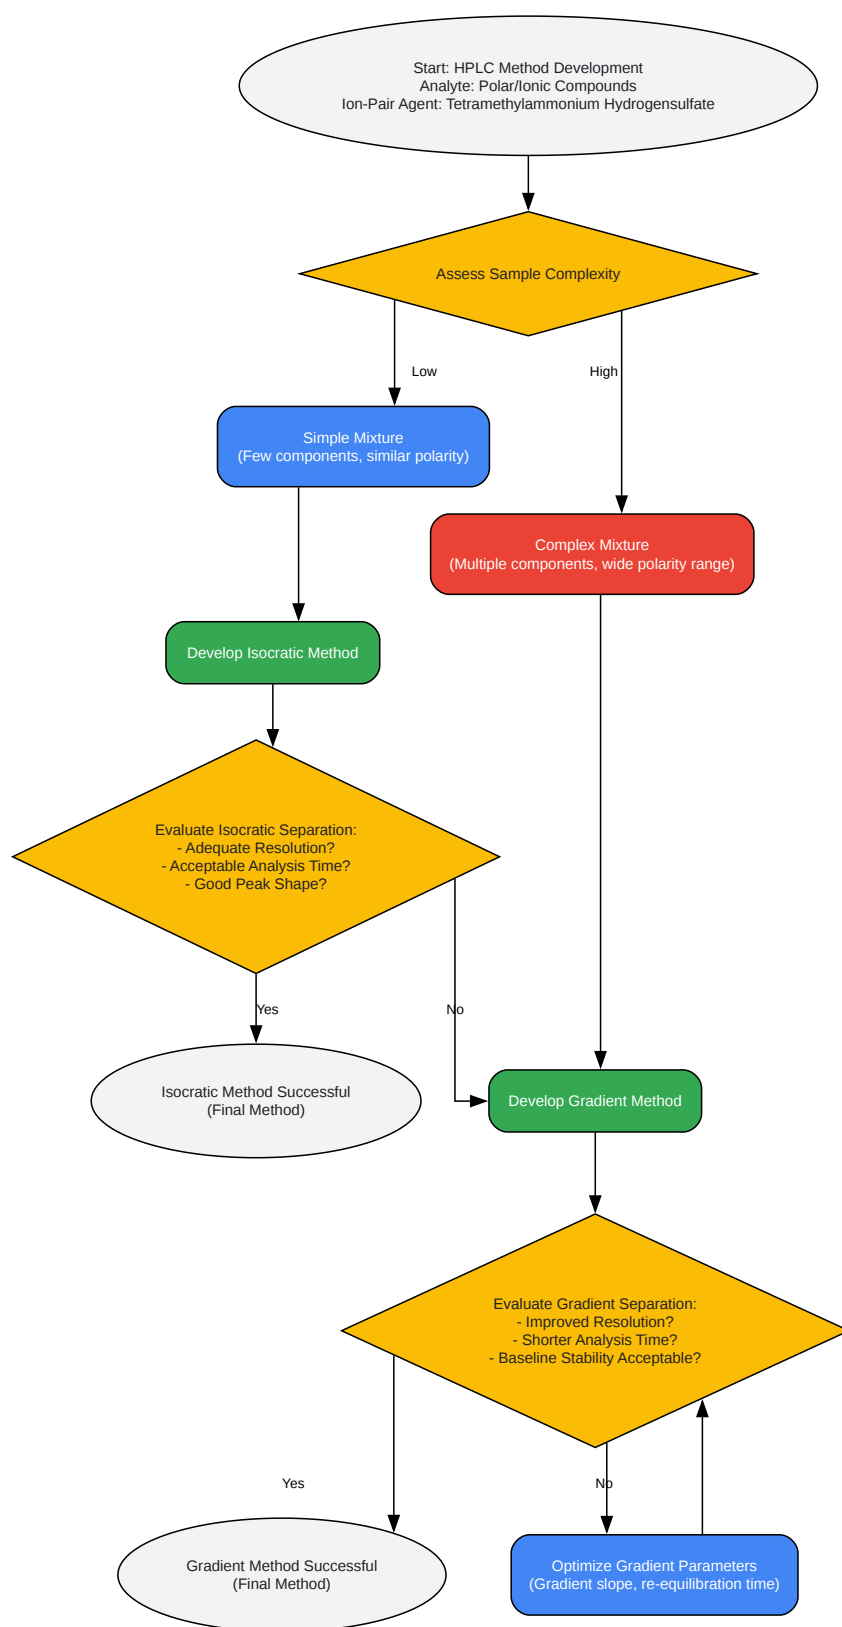 Start: HPLC Method Development
Analyte: Polar/Ionic Compounds
Ion-Pair Agent: Tetramethylammonium Hydrogensulfate
Assess Sample Complexity
Low
High
Simple Mixture
(Few components, similar polarity)
Complex Mixture
(Multiple components, wide polarity range)
Develop Isocratic Method
Evaluate Isocratic Separation:
- Adequate Resolution?
- Acceptable Analysis Time?
- Good Peak Shape?
Yes
No
Isocratic Method Successful
(Final Method)
Develop Gradient Method
Evaluate Gradient Separation:
- Improved Resolution?
- Shorter Analysis Time?
- Baseline Stability Acceptable?
Yes
No
Gradient Method Successful
(Final Method)
Optimize Gradient Parameters
(Gradient slope, re-equilibration time)